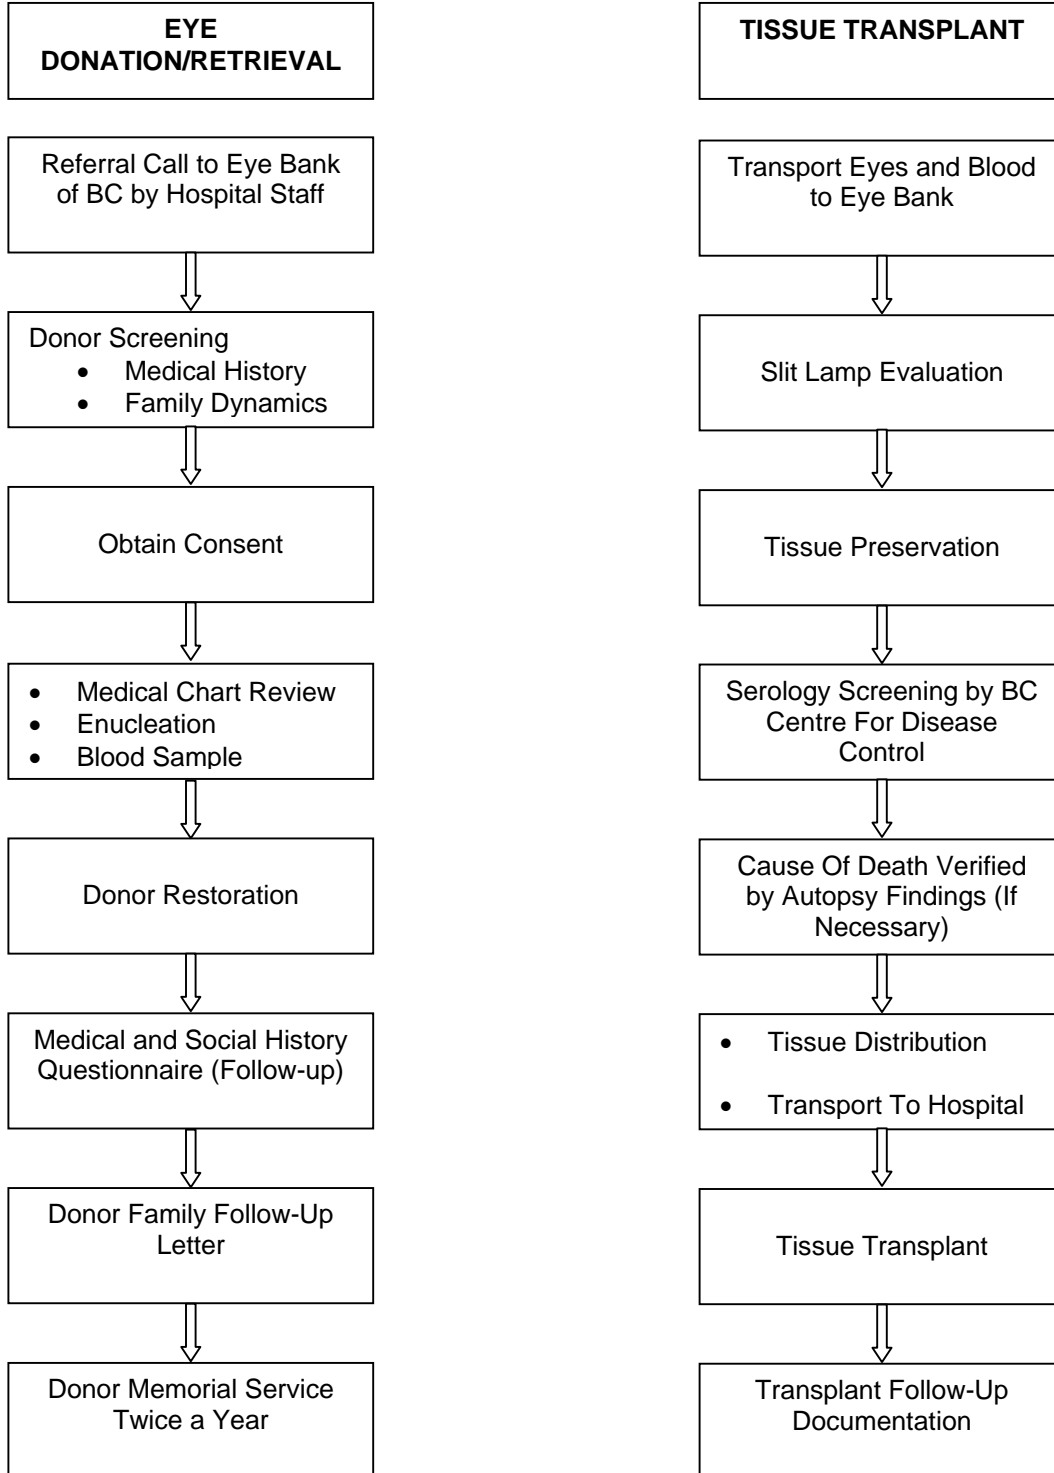 EYE
DONATION/RETRIEVAL
Referral Call to Eye Bank
of BC by Hospital Staff
Donor Screening
• Medical History
• Family Dynamics
Obtain Consent
• Medical Chart Review
• Enucleation
• Blood Sample
Donor Restoration
Medical and Social History
Questionnaire (Follow-up)
Donor Family Follow-Up
Letter
Donor Memorial Service
Twice a Year
TISSUE TRANSPLANT
Transport Eyes and Blood
to Eye Bank
Slit Lamp Evaluation
Tissue Preservation
Serology Screening by BC
Centre For Disease
Control
Cause Of Death Verified
by Autopsy Findings (If
Necessary)
• Tissue Distribution
• Transport To Hospital
Tissue Transplant
Transplant Follow-Up
Documentation